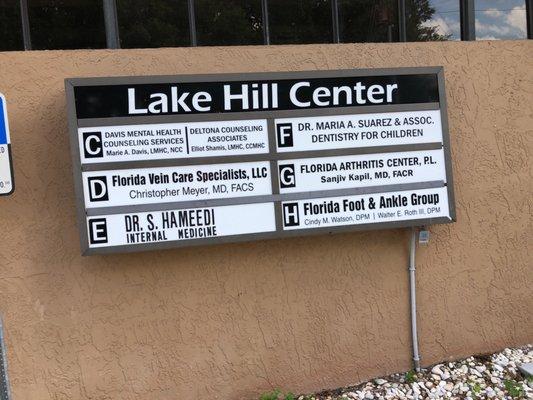 Lake Hill Center
C
DAVIS MENTAL HEALTH
COUNSELING SERVICES
Marie A. Davis, LMHC, NCC
DELTONA COUNSELING
ASSOCIATES
Elliot Shamis, LMHC, CCMHC
D
Florida Vein Care Specialists, LLC
Christopher Meyer, MD, FACS
E
DR. S. HAMEEDI
INTERNAL MEDICINE
F
DR. MARIA A. SUAREZ & ASSOC.
DENTISTRY FOR CHILDREN
G
FLORIDA ARTHRITIS CENTER, P.L.
Sanjiv Kapil, MD, FACR
H
Florida Foot & Ankle Group
Cindy M. Watson, DPM | Walter E. Roth III, DPM